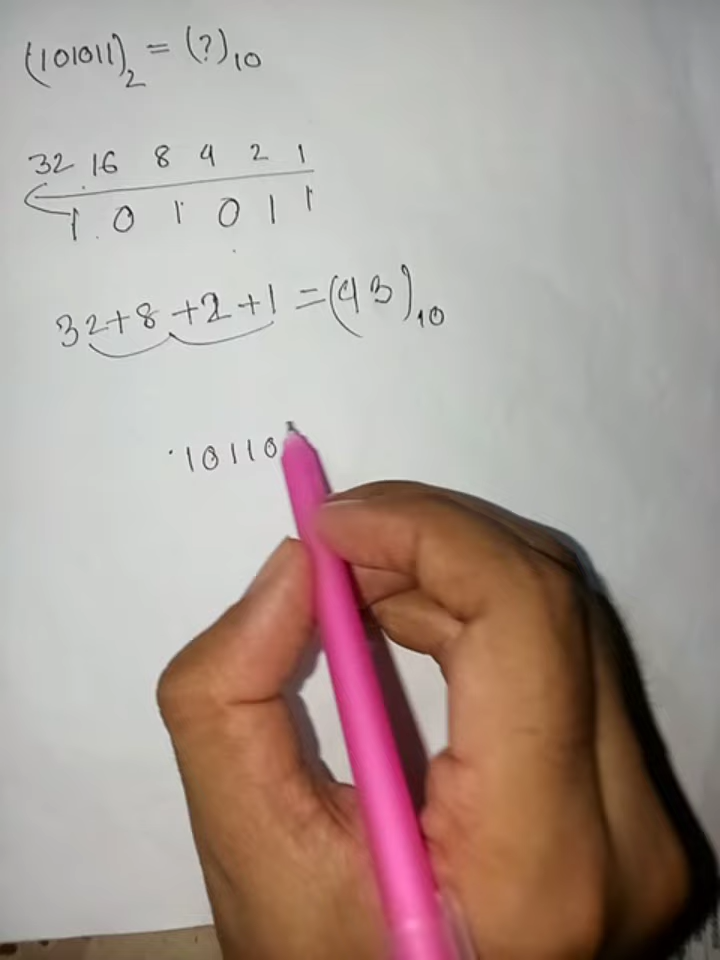 (101011)₂ = (?)₁₀
32 16 8 4 2 1
1 0 1 0 1 1
32+8+2+1 = (43)₁₀
10110